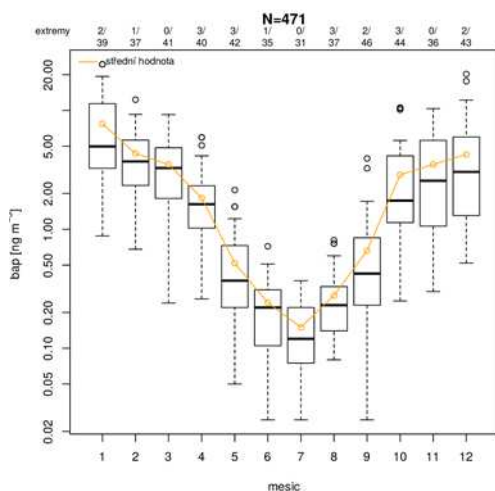 N=471
extremy 2/ 1/ 0/ 3/ 3/ 1/ 0/ 3/ 2/ 3/ 0/ 2/
39 37 41 40 42 35 31 37 46 44 36 43
střední hodnota
20.00
5.00
2.00
1.00
0.50
0.20
0.10
0.05
0.02
bap [ng m⁻³]
1 2 3 4 5 6 7 8 9 10 11 12
mesic